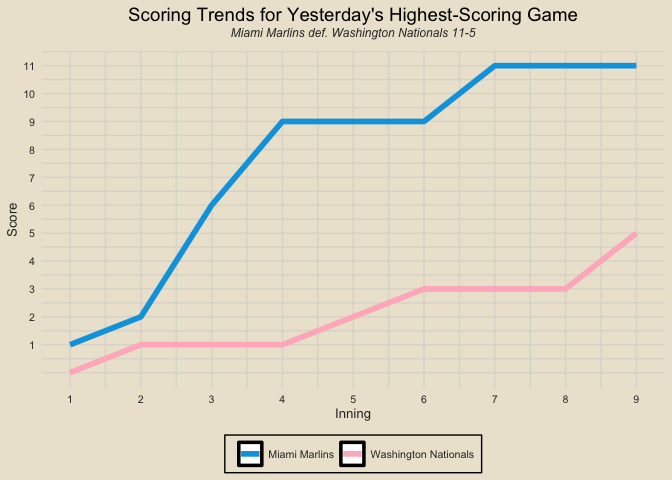 Scoring Trends for Yesterday's Highest-Scoring Game
Miami Marlins def. Washington Nationals 11-5
11
10
9
8
7
6
5
4
3
2
1
Score
1 2 3 4 5 6 7 8 9
Inning
Miami Marlins Washington Nationals